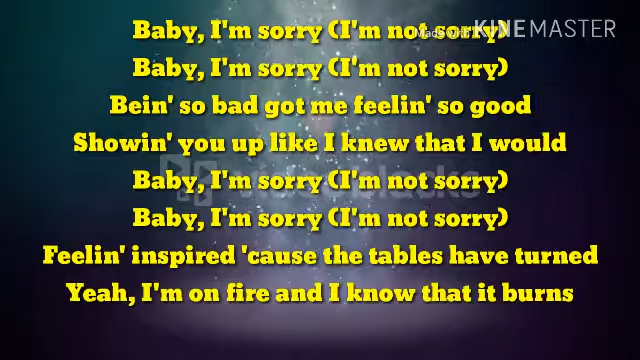 Baby, I'm sorry (I'm not sorry)
Made with KINEMASTER
Baby, I'm sorry (I'm not sorry)
Bein' so bad got me feelin' so good
Showin' you up like I knew that I would
Baby, I'm sorry (I'm not sorry)
Baby, I'm sorry (I'm not sorry)
Feelin' inspired 'cause the tables have turned
Yeah, I'm on fire and I know that it burns